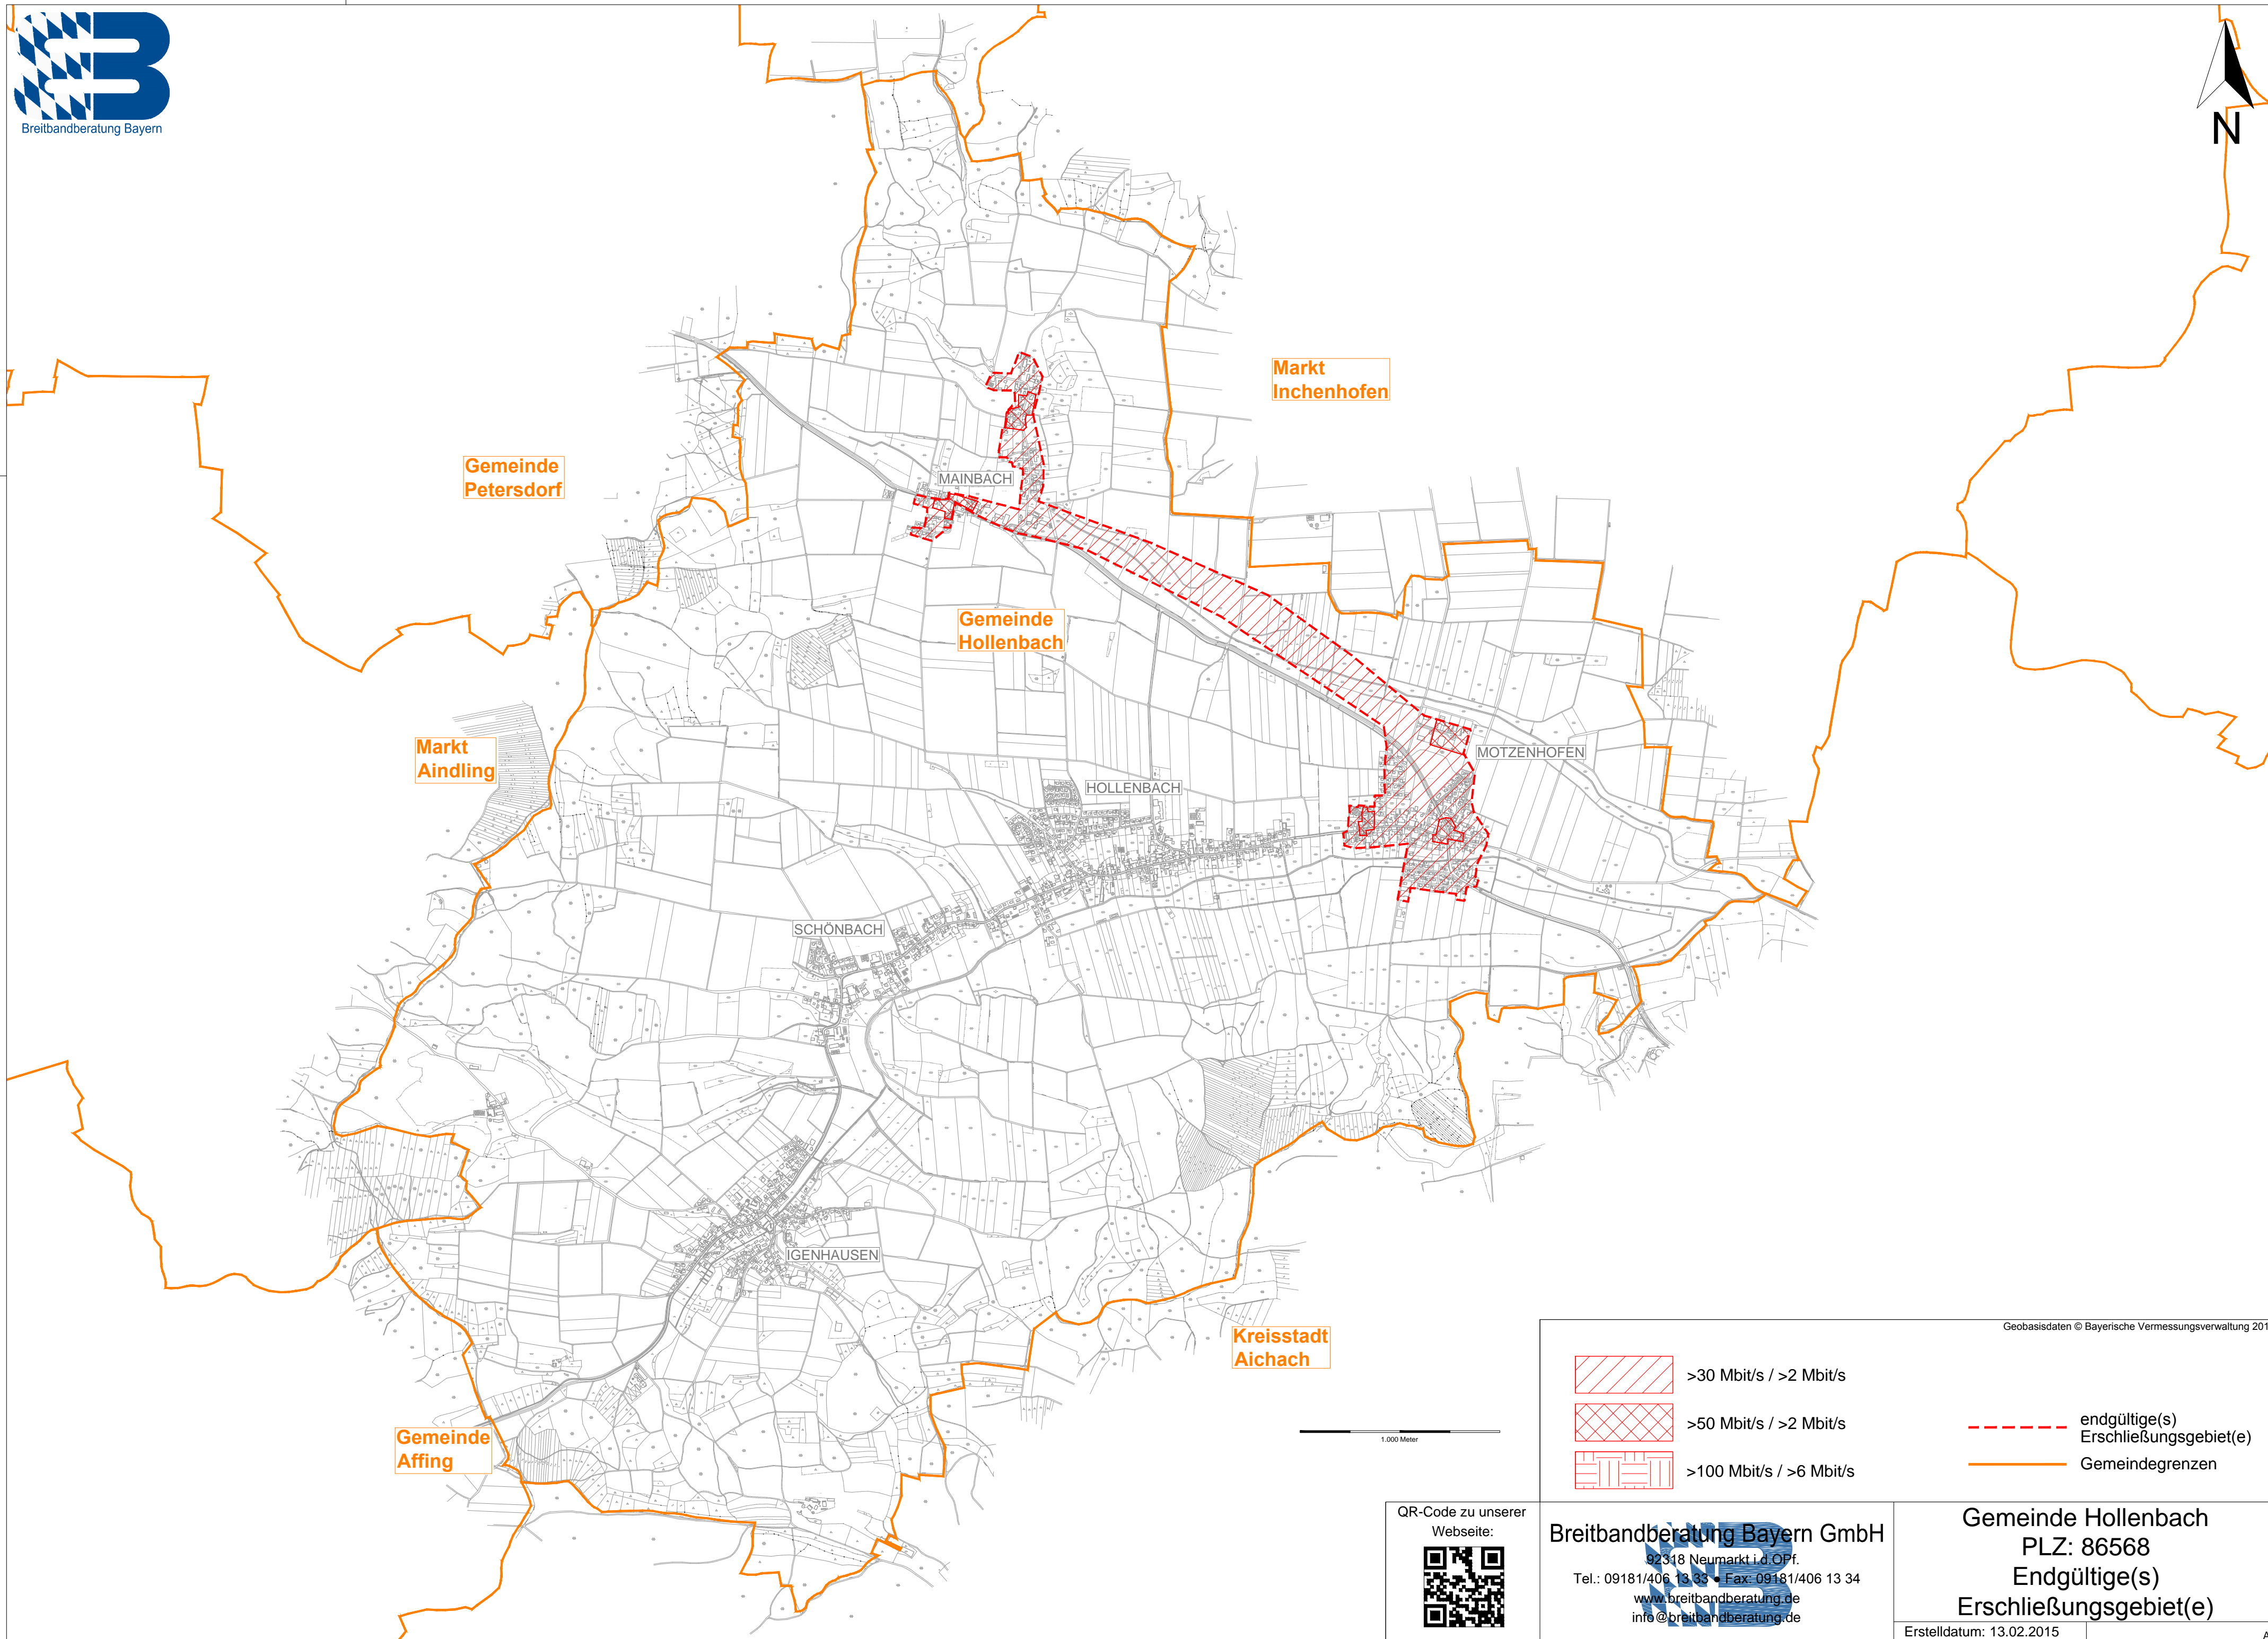 Breitbandberatung Bayern
N
Markt
Inchenhofen
Gemeinde
Petersdorf
MAINBACH
Gemeinde
Hollenbach
Markt
Aindling
MOTZENHOFEN
HOLLENBACH
SCHÖNBACH
IGENHAUSEN
Kreisstadt
Aichach
Gemeinde
Affing
1.000 Meter
Geobasisdaten © Bayerische Vermessungsverwaltung 201
>30 Mbit/s / >2 Mbit/s
>50 Mbit/s / >2 Mbit/s
>100 Mbit/s / >6 Mbit/s
endgültige(s)
Erschließungsgebiet(e)
Gemeindegrenzen
QR-Code zu unserer
Webseite:
Breitbandberatung Bayern GmbH
92318 Neumarkt i.d.OPf.
Tel.: 09181/406 13 33 ● Fax: 09181/406 13 34
www.breitbandberatung.de
info@breitbandberatung.de
Gemeinde Hollenbach
PLZ: 86568
Endgültige(s)
Erschließungsgebiet(e)
Erstelldatum: 13.02.2015